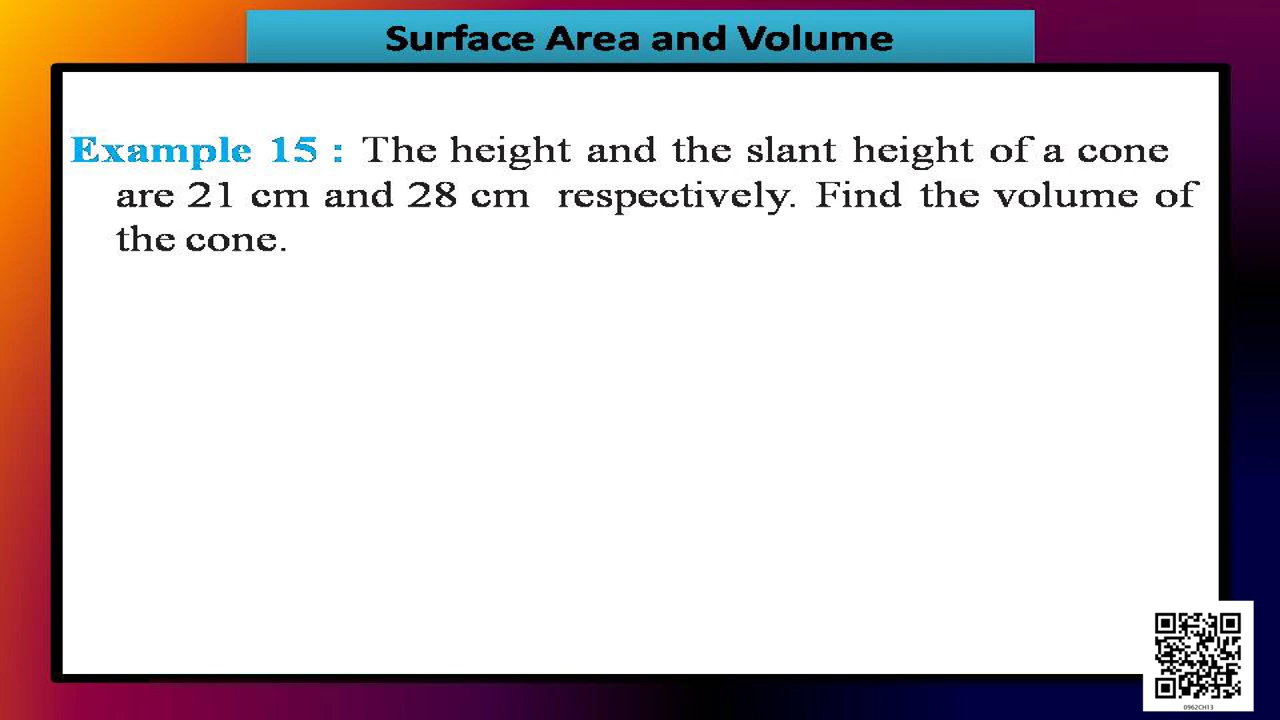 Surface Area and Volume
Example 15 : The height and the slant height of a cone
are 21 cm and 28 cm respectively. Find the volume of
the cone.
0962CH13